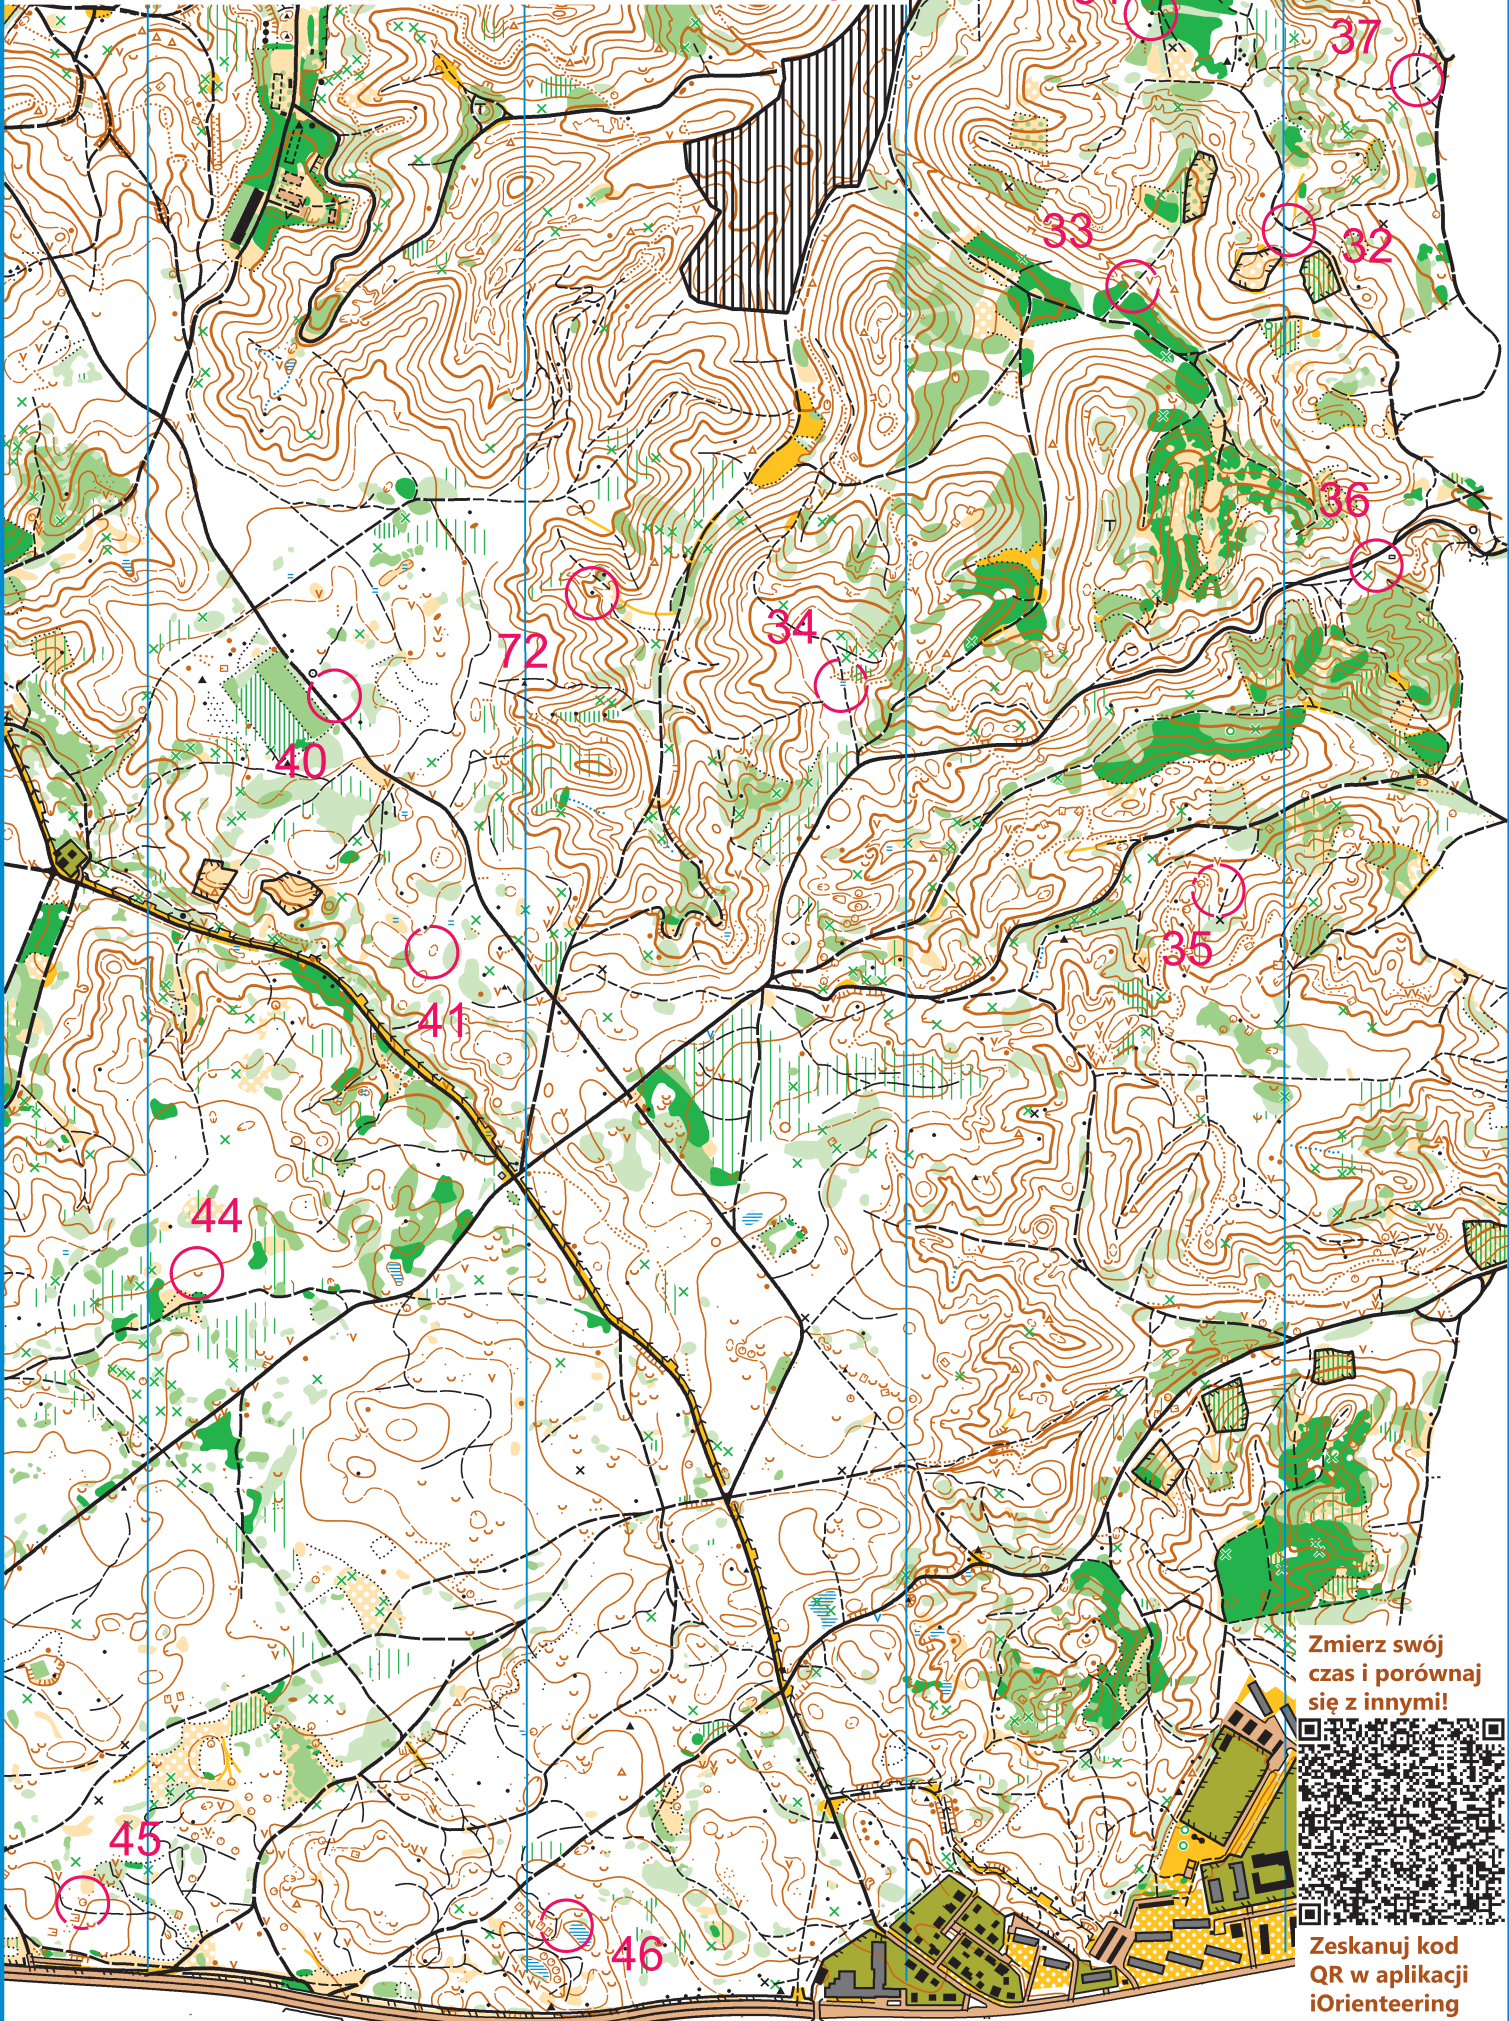 37
33
32
36
72
34
40
35
41
44
45
46
Zmierz swój
czas i porównaj
się z innymi!
Zeskanuj kod
QR w aplikacji
iOrienteering